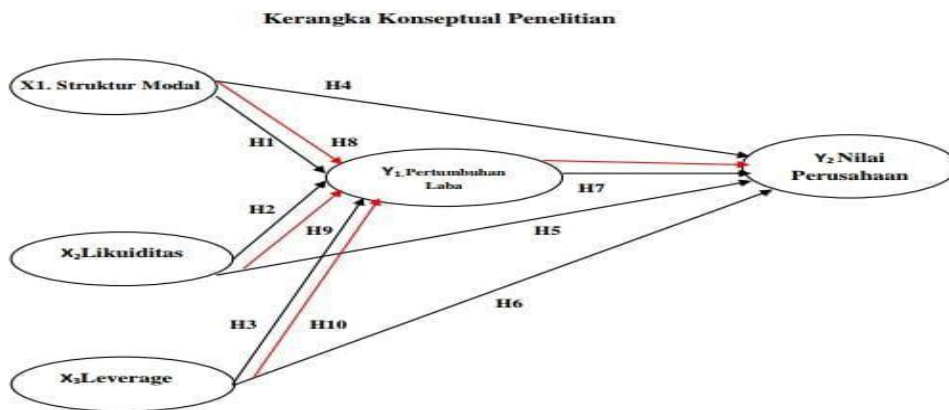 Kerangka Konseptual Penelitian
X1. Struktur Modal
H4
H1
H8
Y₁.Pertumbuhan
Laba
Y₂ Nilai
Perusahaan
H7
H2
H9
X₂Likuiditas
H5
H6
H3
H10
X₃Leverage